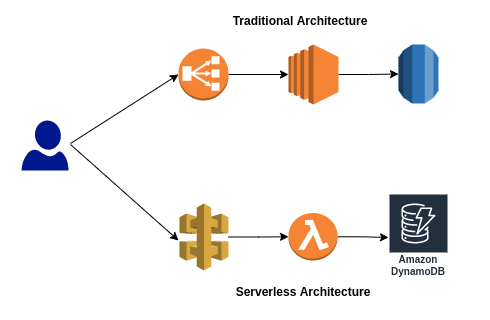 Traditional Architecture
Amazon
DynamoDB
Serverless Architecture